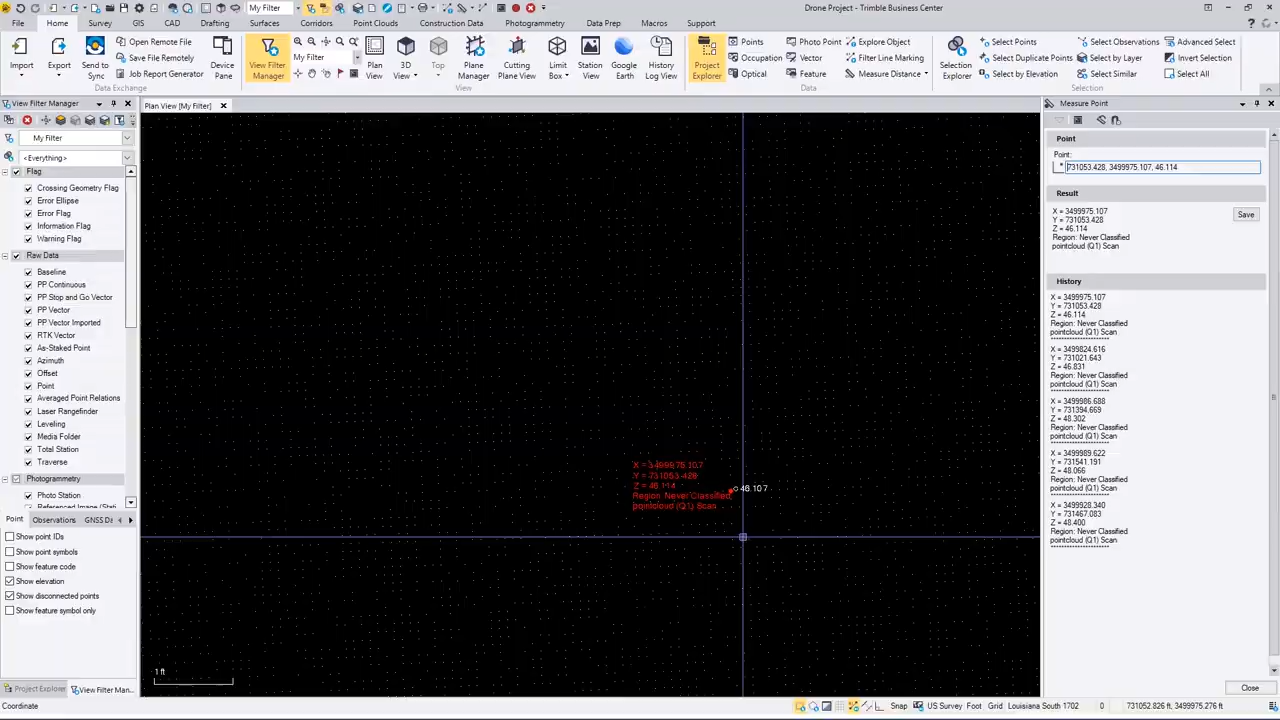 My Filter
Drone Project - Trimble Business Center
File Home Survey GIS CAD Drafting Surfaces Corridors Point Clouds Construction Data Photogrammetry Data Prep Macros Support
Import
Export
Send to Sync
Open Remote File
Save File Remotely
Job Report Generator
Device Pane
Data Exchange
View Filter Manager
My Filter
Plan View
3D View
Top
Plane Manager
Cutting Plane View
Limit Box
Station View
Google Earth
History Log View
View
Project Explorer
Points
Occupation
Optical
Photo Point
Vector
Feature
Explore Object
Filter Line Marking
Measure Distance
Data
Selection Explorer
Select Points
Select Duplicate Points
Select by Elevation
Select Observations
Select by Layer
Select Similar
Advanced Select
Invert Selection
Select All
Selection
View Filter Manager
My Filter
<Everything>
Flag
Crossing Geometry Flag
Error Ellipse
Error Flag
Information Flag
Warning Flag
Raw Data
Baseline
PP Continuous
PP Stop and Go Vector
PP Vector
PP Vector Imported
RTK Vector
As-Staked Point
Azimuth
Offset
Point
Averaged Point Relations
Laser Rangefinder
Leveling
Media Folder
Total Station
Traverse
Photogrammetry
Photo Station
Point Observations GNSS Da
Show point IDs
Show point symbols
Show feature code
Show elevation
Show disconnected points
Show feature symbol only
Project Explorer View Filter Man...
Plan View [My Filter]
X = 3499975.107
Y = 731053.428
Z = 46.114
Region: Never Classified
pointcloud (Q1) Scan
46.107
1 ft
Measure Point
Point
Point:
731053.428, 3499975.107, 46.114
Result
X = 3499975.107
Y = 731053.428
Z = 46.114
Region: Never Classified
pointcloud (Q1) Scan
Save
History
X = 3499975.107
Y = 731053.428
Z = 46.114
Region: Never Classified
pointcloud (Q1) Scan
********************
X = 3499824.616
Y = 731021.643
Z = 46.831
Region: Never Classified
pointcloud (Q1) Scan
********************
X = 3499986.688
Y = 731394.669
Z = 48.302
Region: Never Classified
pointcloud (Q1) Scan
********************
X = 3499989.622
Y = 731541.191
Z = 48.066
Region: Never Classified
pointcloud (Q1) Scan
********************
X = 3499928.340
Y = 731467.083
Z = 48.400
Region: Never Classified
pointcloud (Q1) Scan
********************
Close
Coordinate
Snap US Survey Foot Grid Louisiana South 1702 0 731052.826 ft, 3499975.276 ft